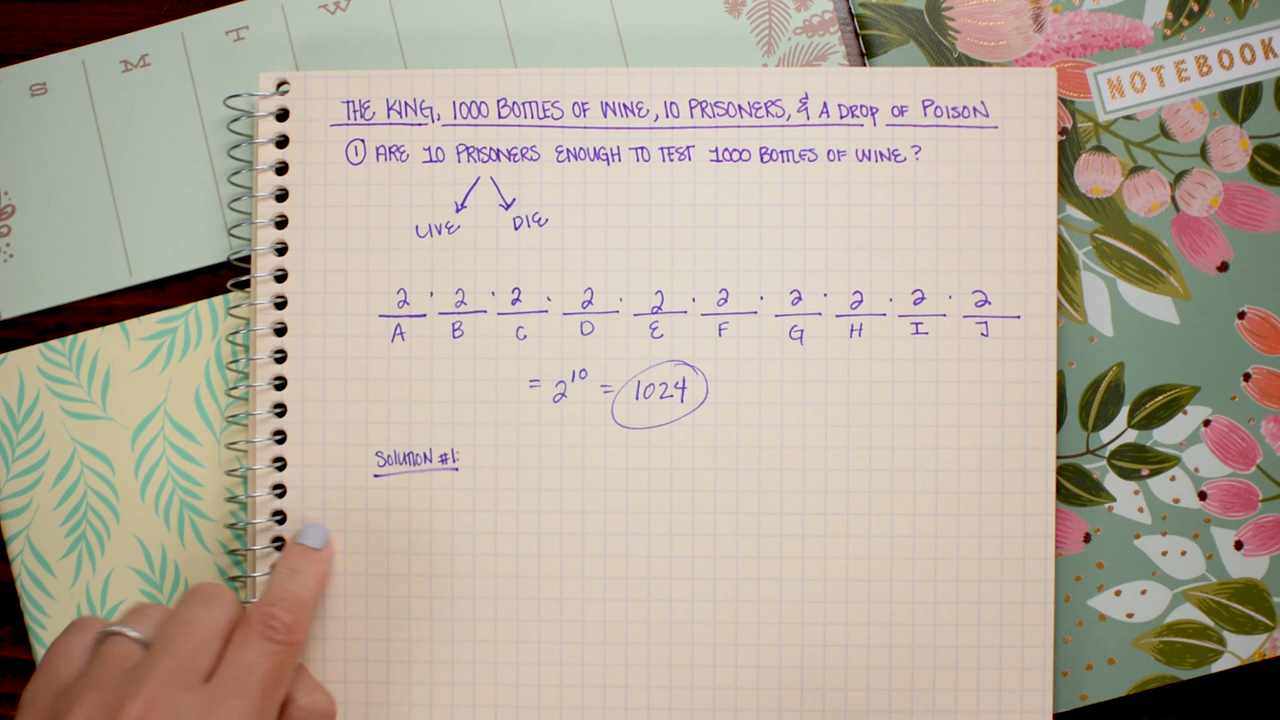 S M T W
NOTEBOOK
THE KING, 1000 BOTTLES OF WINE, 10 PRISONERS, & A DROP OF POISON
① ARE 10 PRISONERS ENOUGH TO TEST 1000 BOTTLES OF WINE?
LIVE DIE
2 · 2 · 2 · 2 · 2 · 2 · 2 · 2 · 2 · 2
A B C D E F G H I J
= 2^10 = 1024
SOLUTION #1: